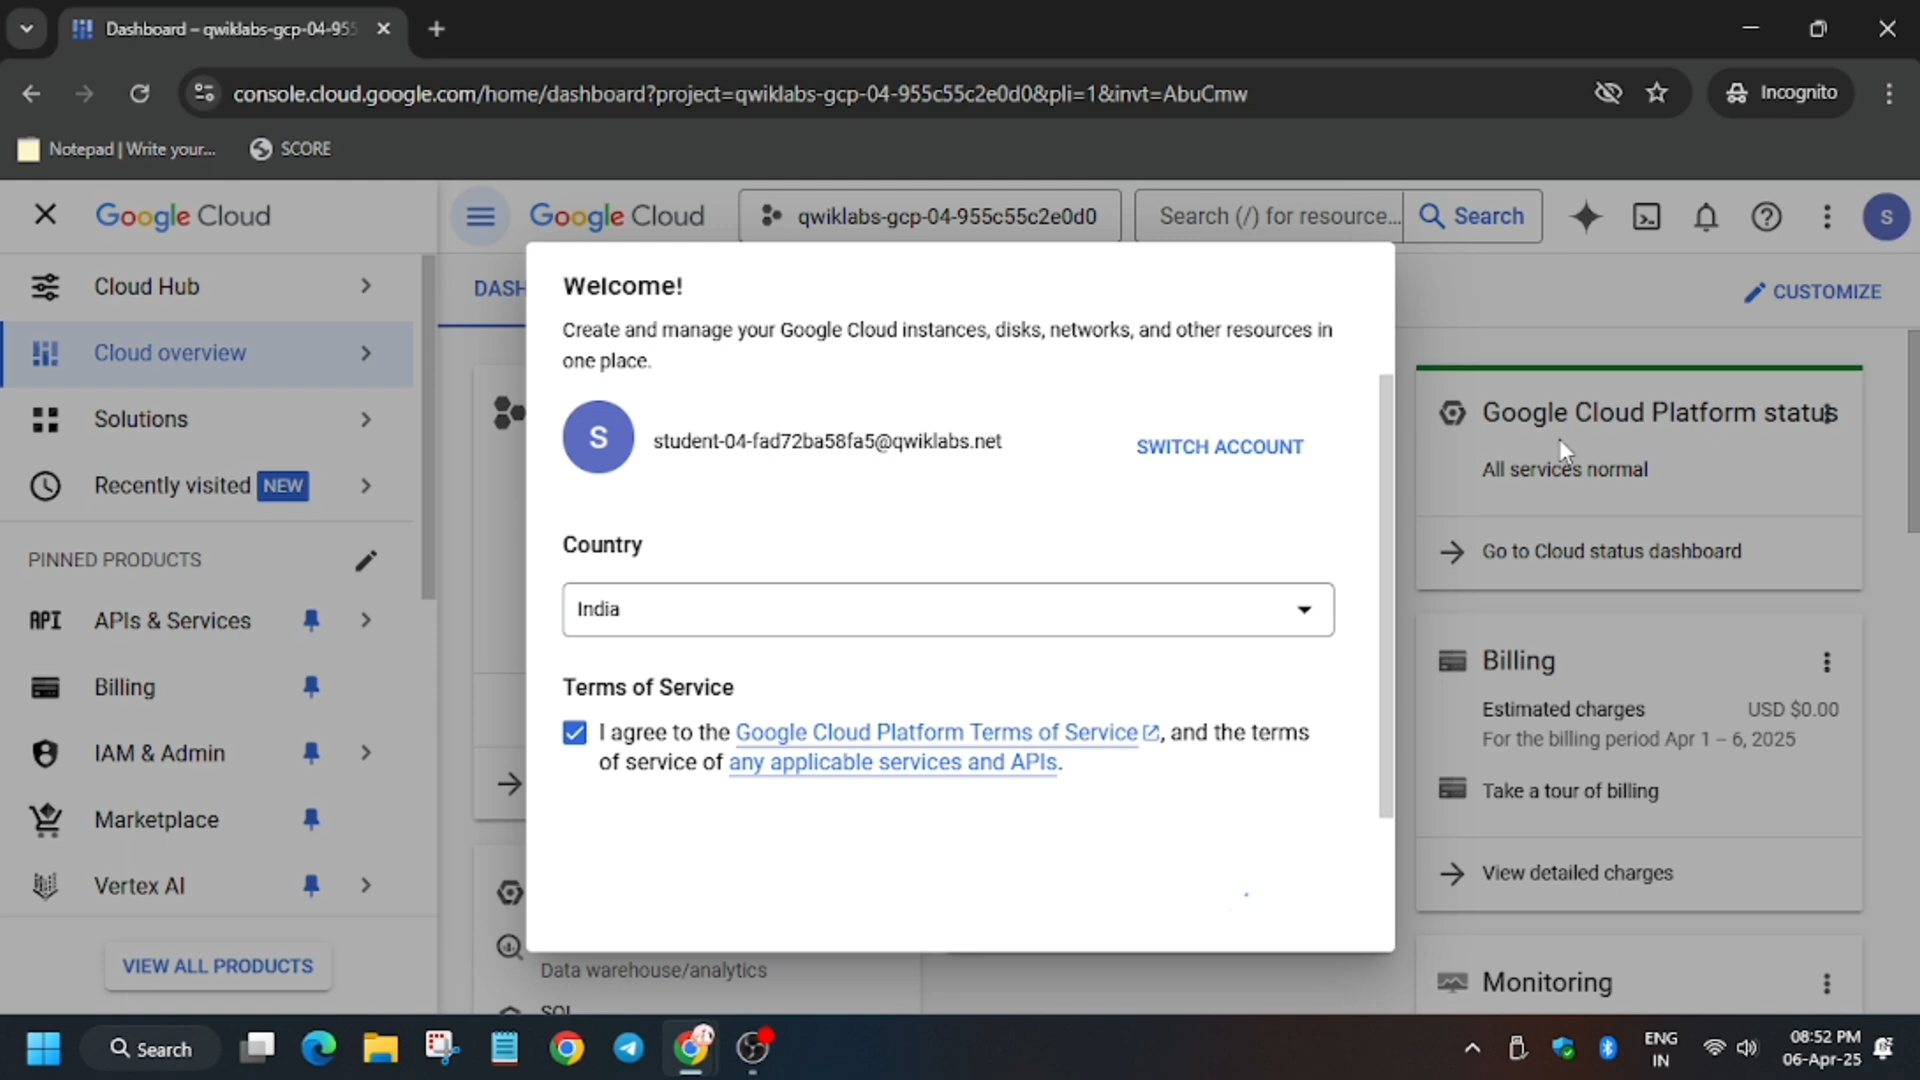 Dashboard – qwiklabs-gcp-04-955
console.cloud.google.com/home/dashboard?project=qwiklabs-gcp-04-955c55c2e0d0&pli=1&invt=AbuCmw
Incognito
Notepad | Write your...
SCORE
Google Cloud
Google Cloud
qwiklabs-gcp-04-955c55c2e0d0
Search (/) for resource...
Search
S
Cloud Hub
Cloud overview
Solutions
Recently visited NEW
PINNED PRODUCTS
API APIs & Services
Billing
IAM & Admin
Marketplace
Vertex AI
VIEW ALL PRODUCTS
DASH
CUSTOMIZE
Welcome!
Create and manage your Google Cloud instances, disks, networks, and other resources in
one place.
S
student-04-fad72ba58fa5@qwiklabs.net
SWITCH ACCOUNT
Country
India
Terms of Service
I agree to the Google Cloud Platform Terms of Service, and the terms
of service of any applicable services and APIs.
Data warehouse/analytics
SQL
Google Cloud Platform status
All services normal
Go to Cloud status dashboard
Billing
Estimated charges USD $0.00
For the billing period Apr 1 – 6, 2025
Take a tour of billing
View detailed charges
Monitoring
Search
ENG
IN
08:52 PM
06-Apr-25